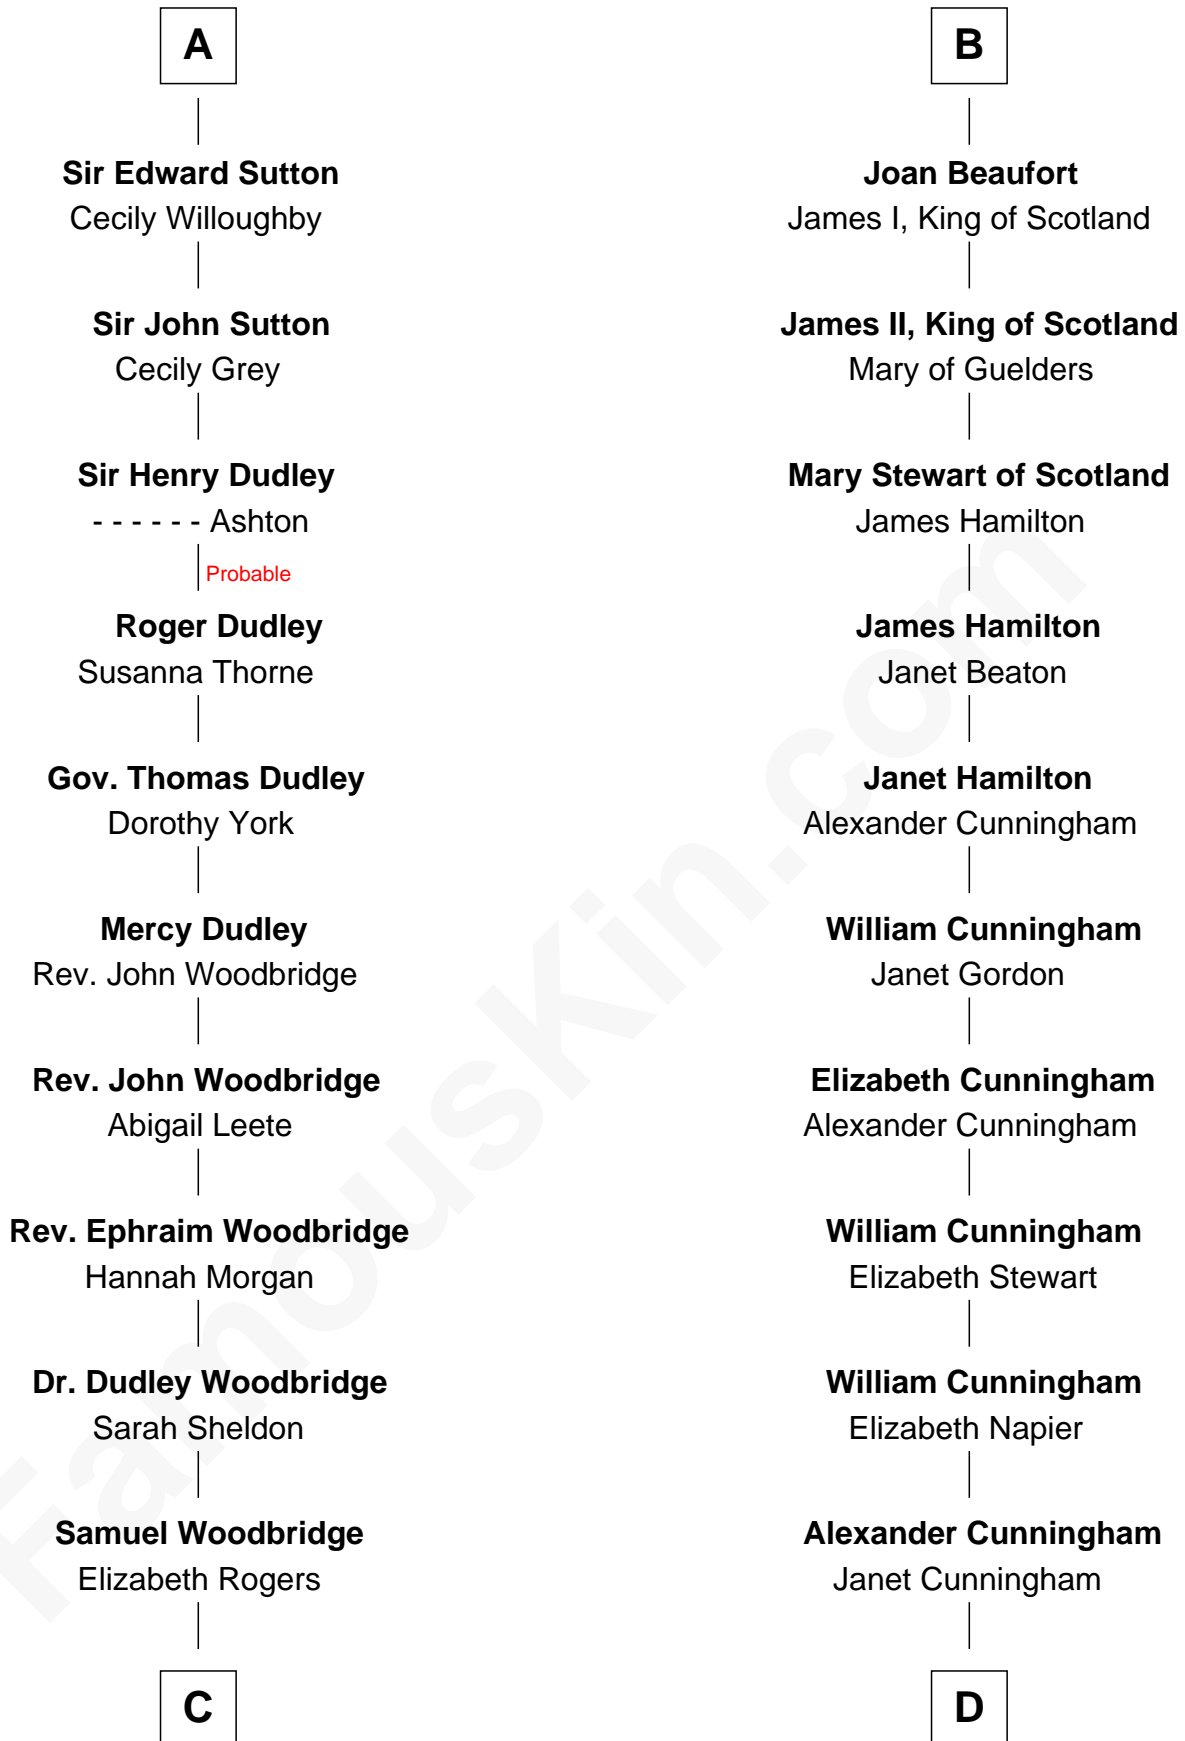 A
Sir Edward Sutton
Cecily Willoughby
Sir John Sutton
Cecily Grey
Sir Henry Dudley
- - - - - - Ashton
Probable
Roger Dudley
Susanna Thorne
Gov. Thomas Dudley
Dorothy York
Mercy Dudley
Rev. John Woodbridge
Rev. John Woodbridge
Abigail Leete
Rev. Ephraim Woodbridge
Hannah Morgan
Dr. Dudley Woodbridge
Sarah Sheldon
Samuel Woodbridge
Elizabeth Rogers
C
B
Joan Beaufort
James I, King of Scotland
James II, King of Scotland
Mary of Guelders
Mary Stewart of Scotland
James Hamilton
James Hamilton
Janet Beaton
Janet Hamilton
Alexander Cunningham
William Cunningham
Janet Gordon
Elizabeth Cunningham
Alexander Cunningham
William Cunningham
Elizabeth Stewart
William Cunningham
Elizabeth Napier
Alexander Cunningham
Janet Cunningham
D
FamousKin.com